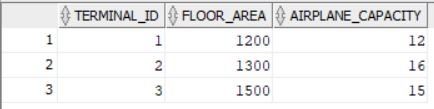 TERMINAL_ID FLOOR_AREA AIRPLANE_CAPACITY
1 1 1200 12
2 2 1300 16
3 3 1500 15